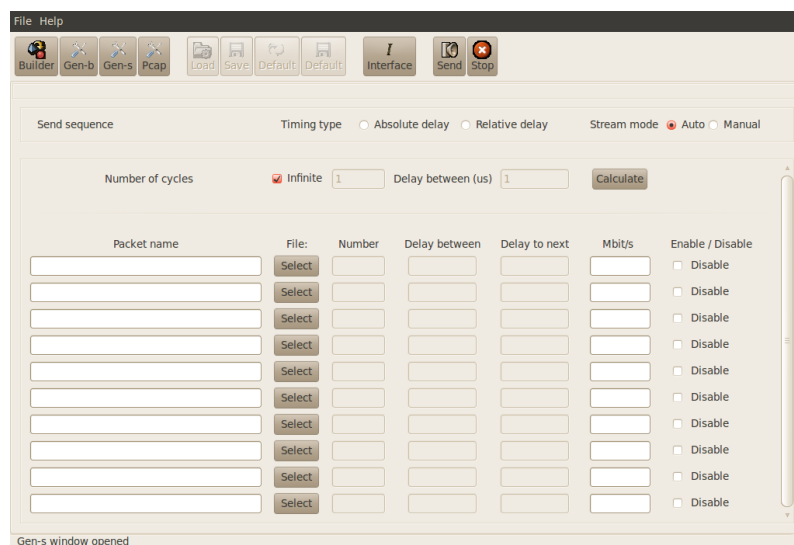 File Help
Builder Gen-b Gen-s Pcap Load Save Default Default Interface Send Stop
Send sequence Timing type Absolute delay Relative delay Stream mode Auto Manual
Number of cycles Infinite 1 Delay between (us) 1 Calculate
Packet name File: Number Delay between Delay to next Mbit/s Enable / Disable
Select Disable
Select Disable
Select Disable
Select Disable
Select Disable
Select Disable
Select Disable
Select Disable
Select Disable
Select Disable
Gen-s window opened